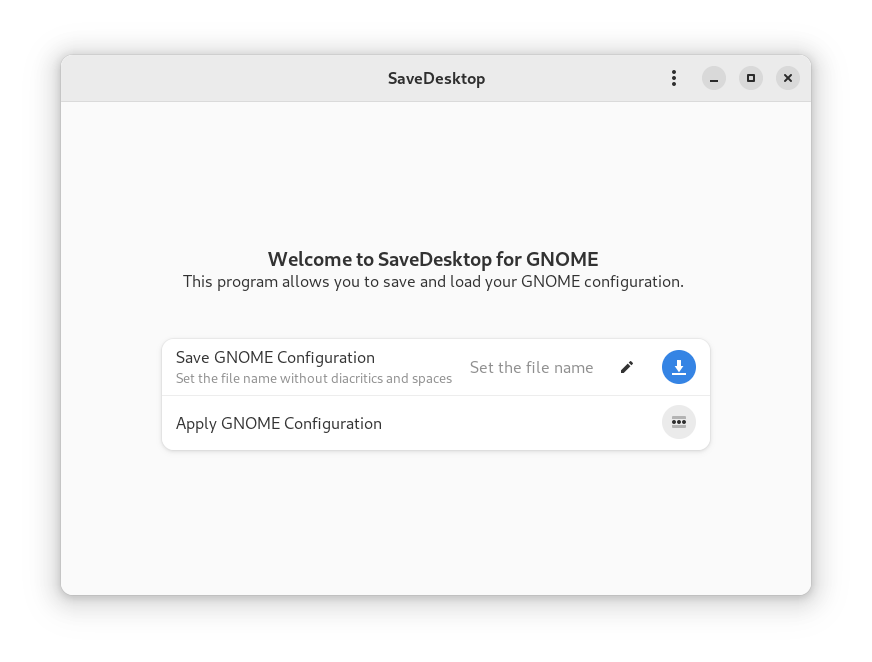 SaveDesktop
Welcome to SaveDesktop for GNOME
This program allows you to save and load your GNOME configuration.
Save GNOME Configuration
Set the file name without diacritics and spaces
Set the file name
Apply GNOME Configuration